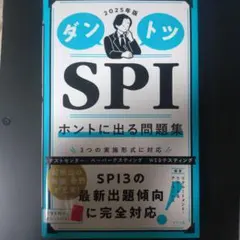 2025年版
ダントツ
SPI
ホントに出る問題集
3つの実施形式に対応
テストセンター ペーパーテスティング WEBテスティング
SPI3の
最新出題傾向
に完全対応